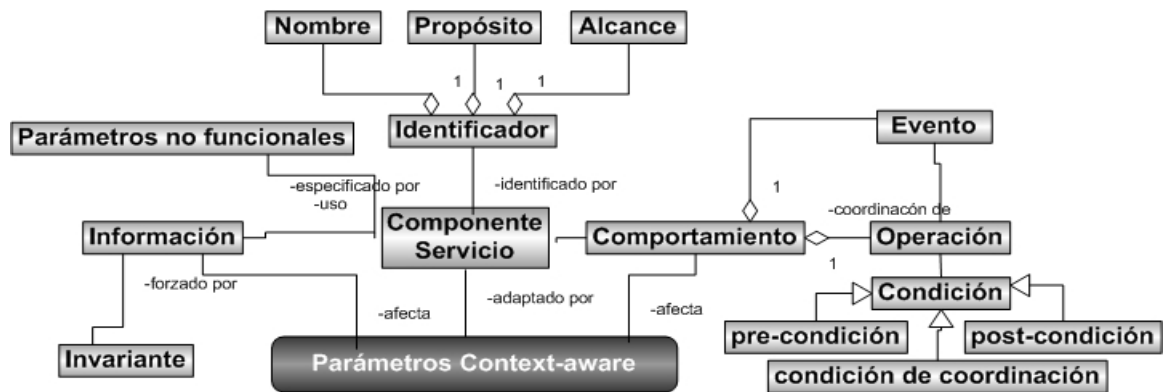 Nombre
Propósito
Alcance
1
1
1
Identificador
Evento
Parámetros no funcionales
-especificado por
-uso
-identificado por
1
-coordinacón de
Información
Componente
Servicio
Comportamiento
Operación
1
-forzado por
-afecta
-adaptado por
-afecta
Condición
pre-condición
post-condición
Invariante
Parámetros Context-aware
condición de coordinación